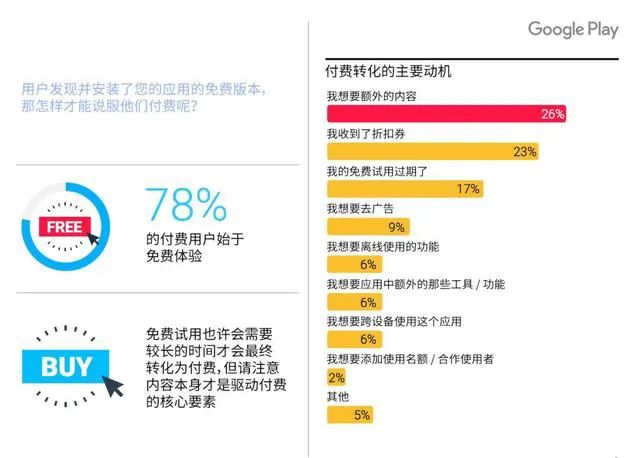 用户发现并安装了您的应用的免费版本，
那怎样才能说服他们付费呢？
FREE
78%
的付费用户始于
免费体验
BUY
免费试用也许会需要
较长的时间才会最终
转化为付费，但请注意
内容本身才是驱动付费
的核心要素
Google Play
付费转化的主要动机
我想要额外的内容
26%
我收到了折扣券
23%
我的免费试用过期了
17%
我想要去广告
9%
我想要离线使用的功能
6%
我想要应用中额外的那些工具 / 功能
6%
我想要跨设备使用这个应用
6%
我想要添加使用名额 / 合作使用者
2%
其他
5%